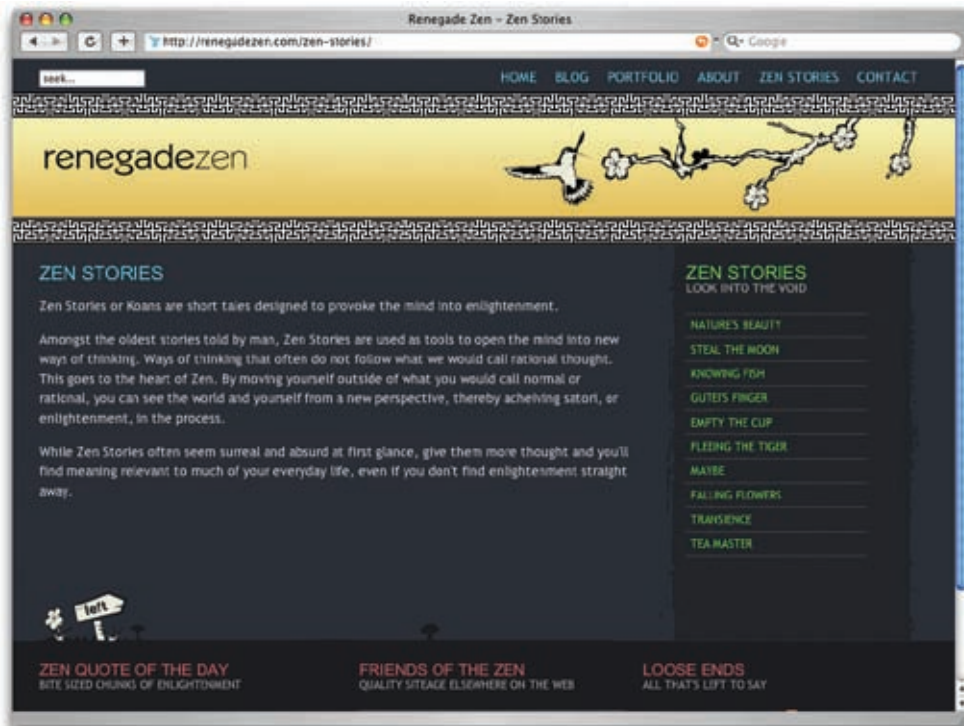 Renegade Zen – Zen Stories
http://renegadezen.com/zen-stories/
Google
seek...
HOME BLOG PORTFOLIO ABOUT ZEN STORIES CONTACT
renegadezen
ZEN STORIES
Zen Stories or Koans are short tales designed to provoke the mind into enlightenment.
Amongst the oldest stories told by man, Zen Stories are used as tools to open the mind into new
ways of thinking. Ways of thinking that often do not follow what we would call rational thought.
This goes to the heart of Zen. By moving yourself outside of what you would call normal or
rational, you can see the world and yourself from a new perspective, thereby acheiving satori, or
enlightenment, in the process.
While Zen Stories often seem surreal and absurd at first glance, give them more thought and you'll
find meaning relevant to much of your everyday life, even if you don't find enlightenment straight
away.
ZEN STORIES
LOOK INTO THE VOID
NATURE'S BEAUTY
STEAL THE MOON
KNOWING FISH
GUTEI'S FINGER
EMPTY THE CUP
FLEEING THE TIGER
MAYBE
FALLING FLOWERS
TRANSIENCE
TEA MASTER
left
ZEN QUOTE OF THE DAY
BITE SIZED CHUNKS OF ENLIGHTENMENT
FRIENDS OF THE ZEN
QUALITY SITEAGE ELSEWHERE ON THE WEB
LOOSE ENDS
ALL THAT'S LEFT TO SAY